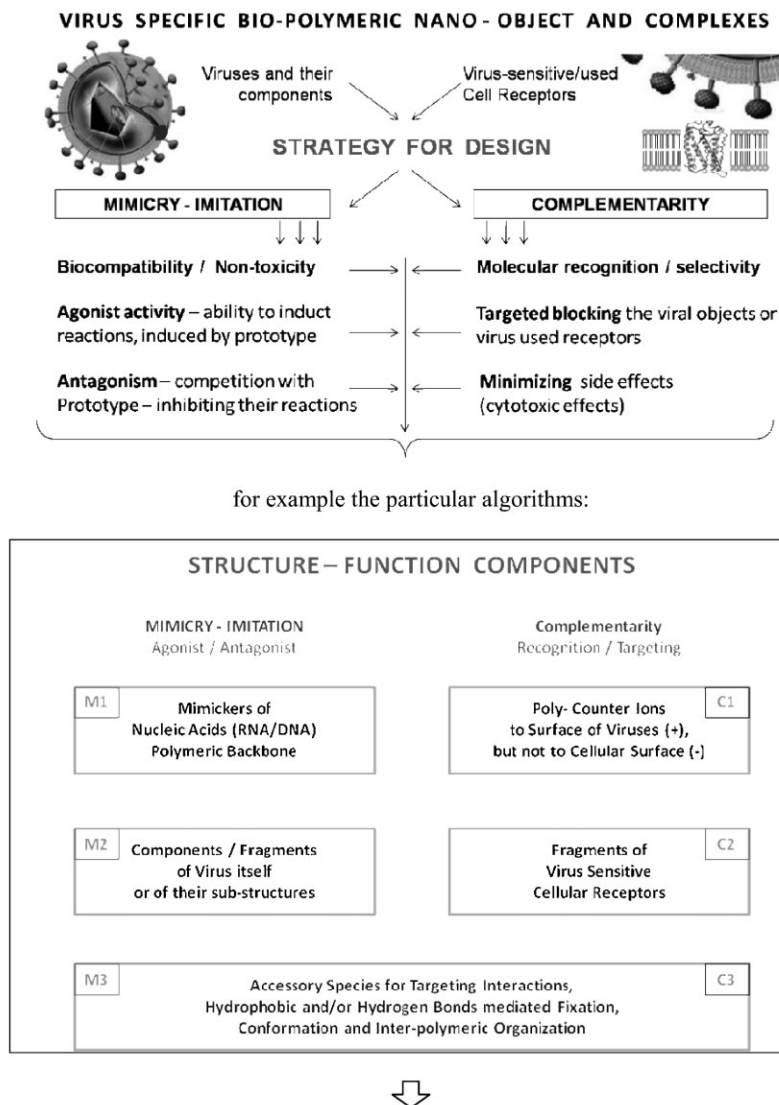 VIRUS SPECIFIC BIO-POLYMERIC NANO - OBJECT AND COMPLEXES
Viruses and their
components
Virus-sensitive/used
Cell Receptors
STRATEGY FOR DESIGN
MIMICRY - IMITATION
COMPLEMENTARITY
Biocompatibility / Non-toxicity
Molecular recognition / selectivity
Agonist activity – ability to induct
reactions, induced by prototype
Targeted blocking the viral objects or
virus used receptors
Antagonism – competition with
Prototype – inhibiting their reactions
Minimizing side effects
(cytotoxic effects)
for example the particular algorithms:
STRUCTURE – FUNCTION COMPONENTS
MIMICRY - IMITATION
Agonist / Antagonist
Complementarity
Recognition / Targeting
M1
Mimickers of
Nucleic Acids (RNA/DNA)
Polymeric Backbone
C1
Poly- Counter Ions
to Surface of Viruses (+),
but not to Cellular Surface (-)
M2
Components / Fragments
of Virus itself
or of their sub-structures
C2
Fragments of
Virus Sensitive
Cellular Receptors
M3
C3
Accessory Species for Targeting Interactions,
Hydrophobic and/or Hydrogen Bonds mediated Fixation,
Conformation and Inter-polymeric Organization